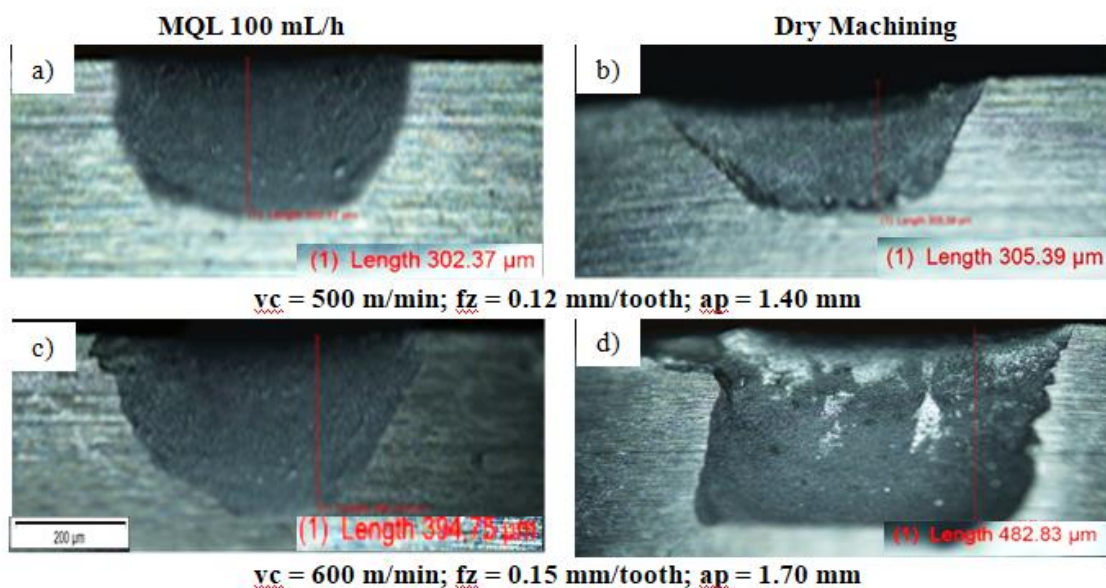 MQL 100 mL/h
Dry Machining
a)
b)
(1) Length 302.37 µm
(1) Length 305.39 µm
vc = 500 m/min; fz = 0.12 mm/tooth; ap = 1.40 mm
c)
d)
200 µm
(1) Length 394.75 µm
(1) Length 482.83 µm
vc = 600 m/min; fz = 0.15 mm/tooth; ap = 1.70 mm